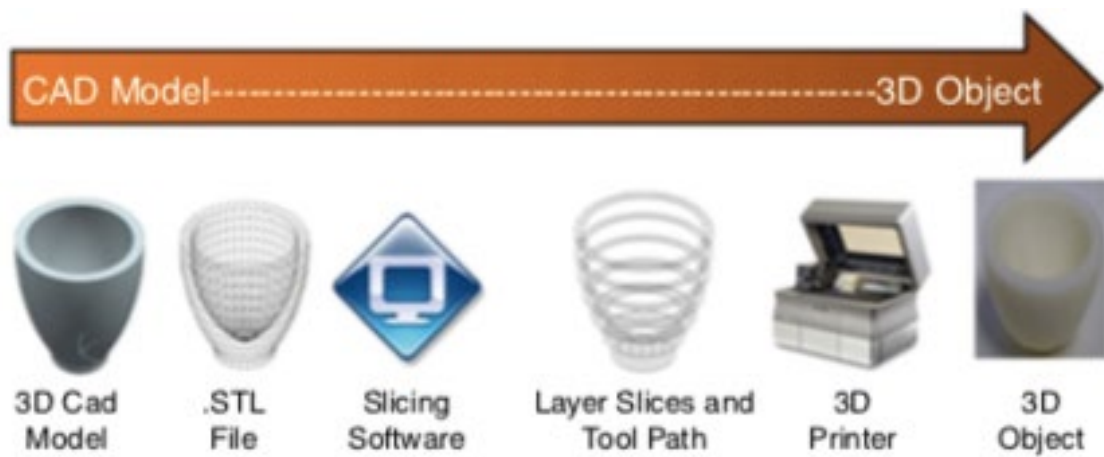 CAD Model------------------------------------------------------3D Object
3D Cad
Model
.STL
File
Slicing
Software
Layer Slices and
Tool Path
3D
Printer
3D
Object